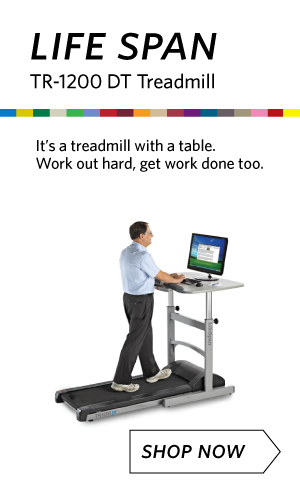 LIFE SPAN
TR-1200 DT Treadmill
It's a treadmill with a table.
Work out hard, get work done too.
SHOP NOW